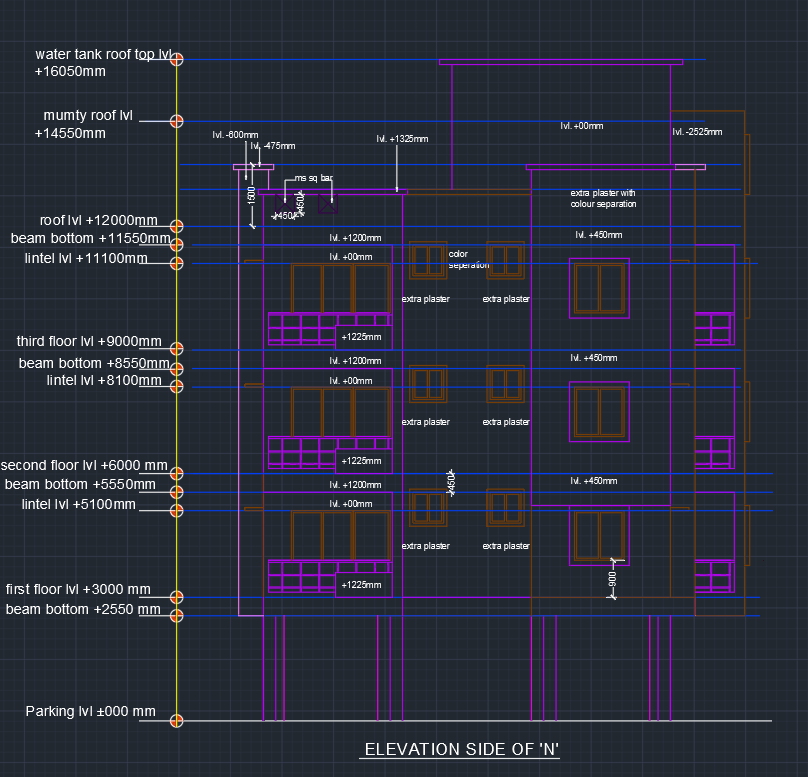 water tank roof top lvl
+16050mm
mumty roof lvl
+14550mm
lvl. +00mm
lvl. -600mm
lvl. -475mm
lvl. +1325mm
lvl. -2525mm
ms sq bar
1500
450
450
extra plaster with
colour separation
roof lvl +12000mm
beam bottom +11550mm
lintel lvl +11100mm
lvl. +1200mm
lvl. +450mm
lvl. +00mm
color
seperation
extra plaster
extra plaster
+1225mm
third floor lvl +9000mm
beam bottom +8550mm
lintel lvl +8100mm
lvl. +1200mm
lvl. +450mm
lvl. +00mm
extra plaster
extra plaster
+1225mm
second floor lvl +6000 mm
beam bottom +5550mm
lintel lvl +5100mm
lvl. +1200mm
450
lvl. +450mm
lvl. +00mm
extra plaster
extra plaster
+1225mm
900
first floor lvl +3000 mm
beam bottom +2550 mm
Parking lvl ±000 mm
ELEVATION SIDE OF 'N'